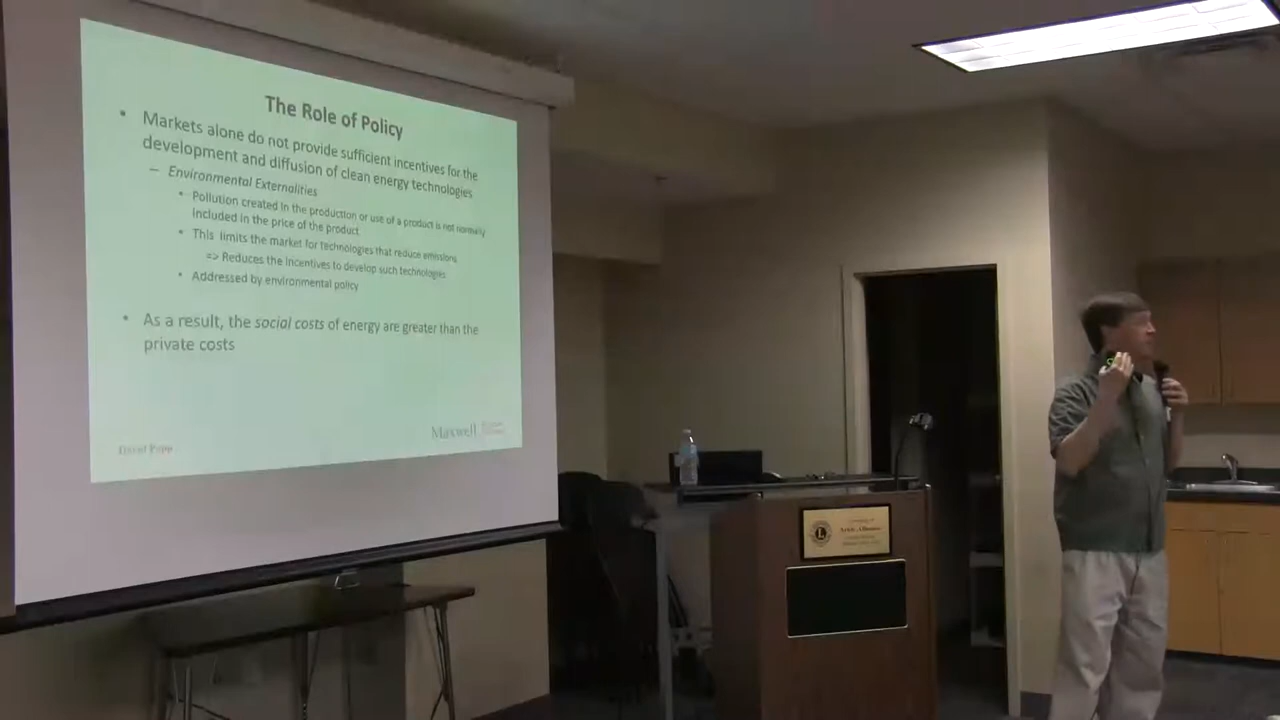 The Role of Policy
• Markets alone do not provide sufficient incentives for the
development and diffusion of clean energy technologies
– Environmental Externalities
• Pollution created in the production or use of a product is not normally
included in the price of the product
• This limits the market for technologies that reduce emissions
=> Reduces the incentives to develop such technologies
• Addressed by environmental policy
• As a result, the social costs of energy are greater than the
private costs
David Popp
Maxwell
L